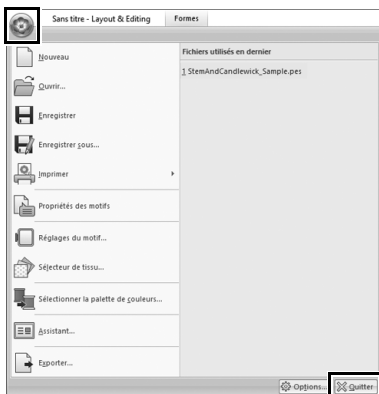 Sans titre - Layout & Editing
Formes
Nouveau
Ouvrir...
Enregistrer
Enregistrer sous...
Imprimer
Propriétés des motifs
Réglages du motif...
Sélecteur de tissu...
Sélectionner la palette de couleurs...
Assistant...
Exporter...
Fichiers utilisés en dernier
1 StemAndCandlewick_Sample.pes
Options...
Quitter